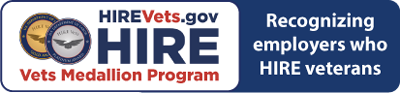 HIREVets.gov
HIRE
Vets Medallion Program
Recognizing
employers who
HIRE veterans